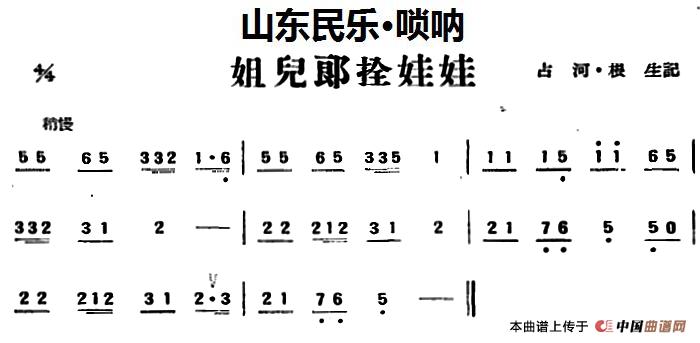 山东民乐•唢呐
4/4 姐兒郎拴娃娃 占河·根生記
稍慢
55 65 332 1·6 | 55 65 335 1 | 11 15 11 65 |
332 31 2 — | 22 212 31 2 | 21 76 5 50 |
22 212 31 2·3 | 21 76 5 — ‖
本曲谱上传于 中国曲谱网